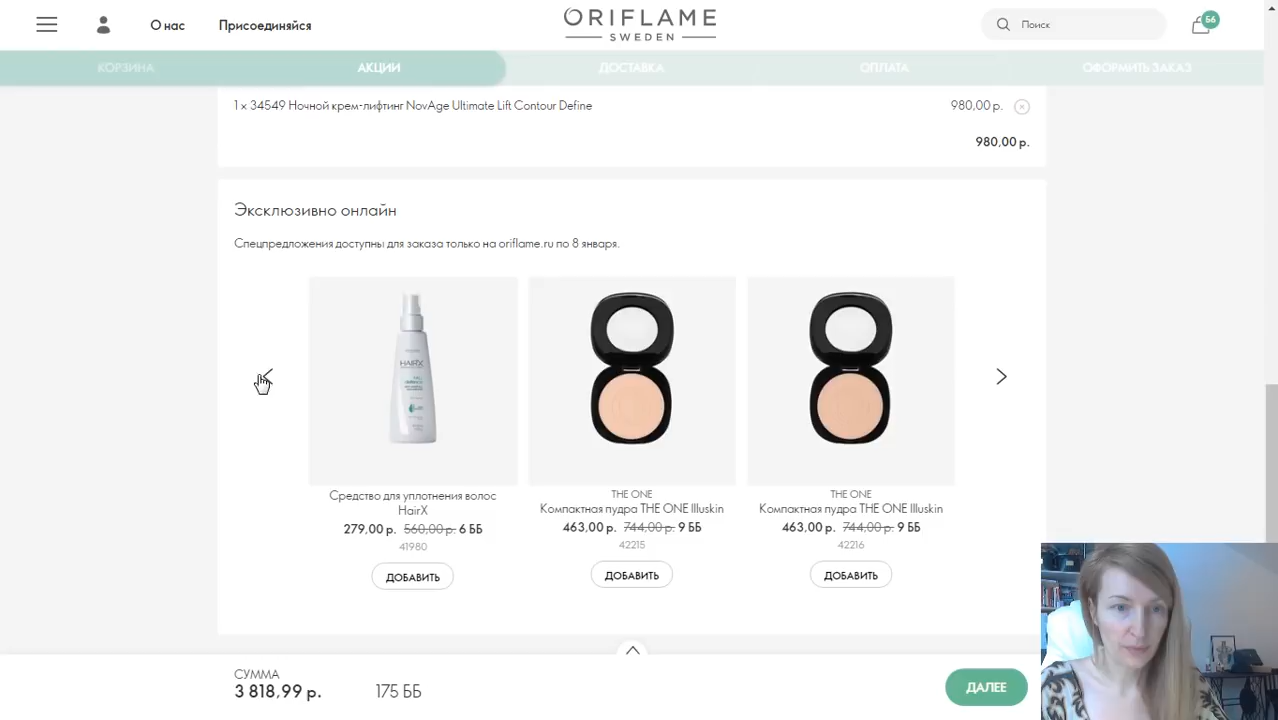 О нас
Присоединяйся
ORIFLAME
SWEDEN
Поиск
56
КОРЗИНА
АКЦИИ
ДОСТАВКА
ОПЛАТА
ОФОРМИТЬ ЗАКАЗ
1 x 34549 Ночной крем-лифтинг NovAge Ultimate Lift Contour Define
980,00 р.
980,00 р.
Эксклюзивно онлайн
Спецпредложения доступны для заказа только на oriflame.ru по 8 января.
HAIRX
Средство для уплотнения волос
HairX
279,00 р. 560,00 р. 6 ББ
41980
ДОБАВИТЬ
THE ONE
Компактная пудра THE ONE Illuskin
463,00 р. 744,00 р. 9 ББ
42215
ДОБАВИТЬ
THE ONE
Компактная пудра THE ONE Illuskin
463,00 р. 744,00 р. 9 ББ
42216
ДОБАВИТЬ
СУММА
3 818,99 р.
175 ББ
ДАЛЕЕ